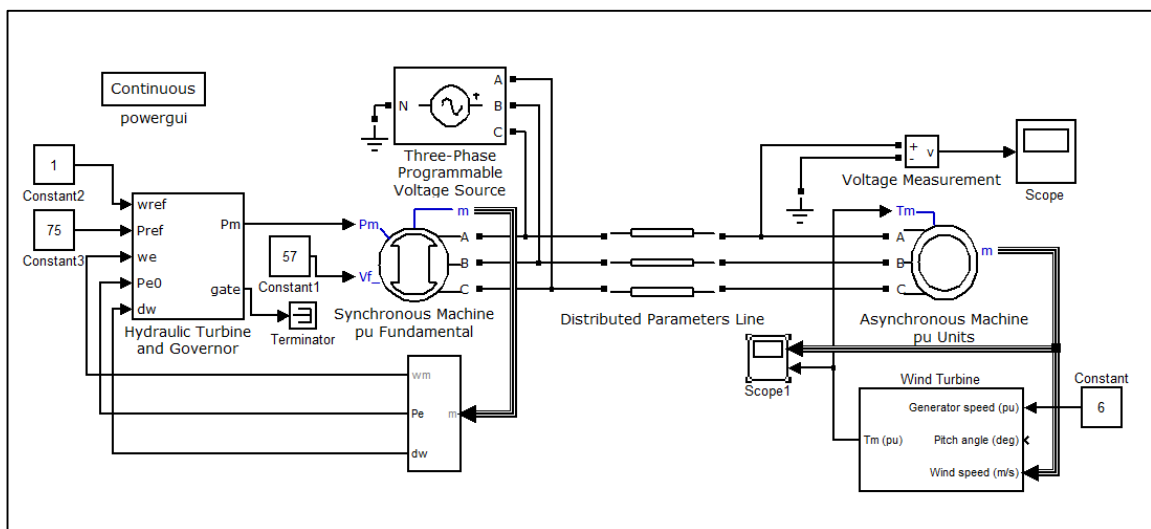 Continuous
powergui
1
Constant2
75
Constant3
wref
Pref
we
Pe0
dw
Pm
gate
Hydraulic Turbine
and Governor
Terminator
57
Constant1
N
+
A
B
C
Three-Phase
Programmable
Voltage Source
Pm
Vf_
m
A
B
C
Synchronous Machine
pu Fundamental
wm
Pe
dw
m
Distributed Parameters Line
+
-
v
Voltage Measurement
Scope
Tm
A
B
C
m
Asynchronous Machine
pu Units
Scope1
Wind Turbine
Generator speed (pu)
Tm (pu)
Pitch angle (deg)
Wind speed (m/s)
Constant
6